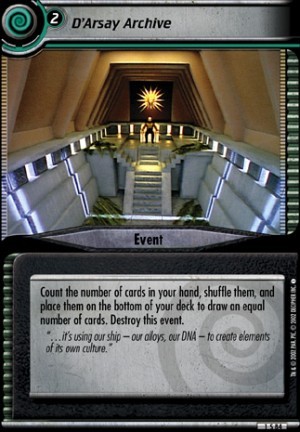 2 D'Arsay Archive
Event
Count the number of cards in your hand, shuffle them, and
place them on the bottom of your deck to draw an equal
number of cards. Destroy this event.
"…it's using our ship – our alloys, our DNA – to create elements
of its own culture."
1 S 84